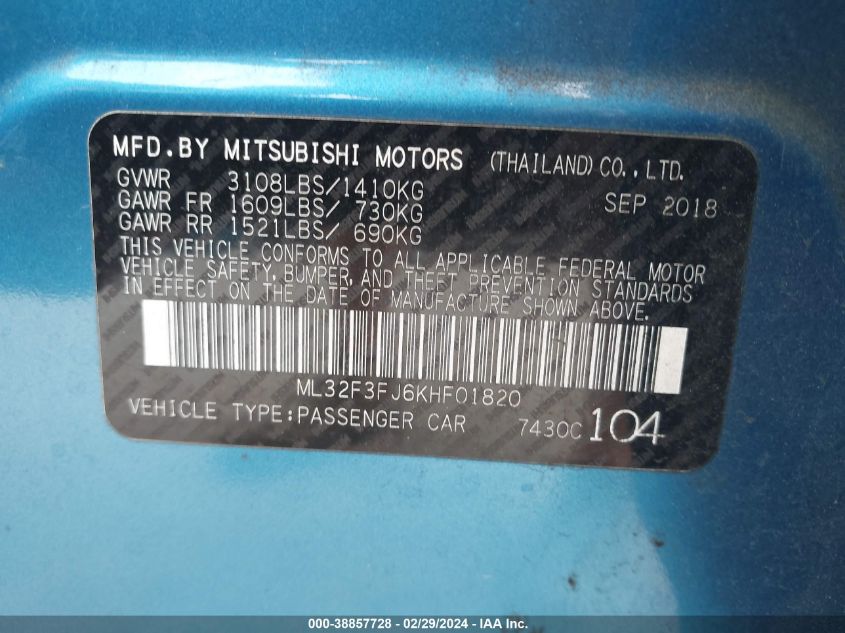 MFD.BY MITSUBISHI MOTORS (THAILAND)CO.,LTD.
GVWR 3108LBS/1410KG SEP 2018
GAWR FR 1609LBS/ 730KG
GAWR RR 1521LBS/ 690KG
THIS VEHICLE CONFORMS TO ALL APPLICABLE FEDERAL MOTOR
VEHICLE SAFETY, BUMPER, AND THEFT PREVENTION STANDARDS
IN EFFECT ON THE DATE OF MANUFACTURE SHOWN ABOVE.
ML32F3FJ6KHF01820
VEHICLE TYPE:PASSENGER CAR 7430C 104
000-38857728 - 02/29/2024 - IAA Inc.